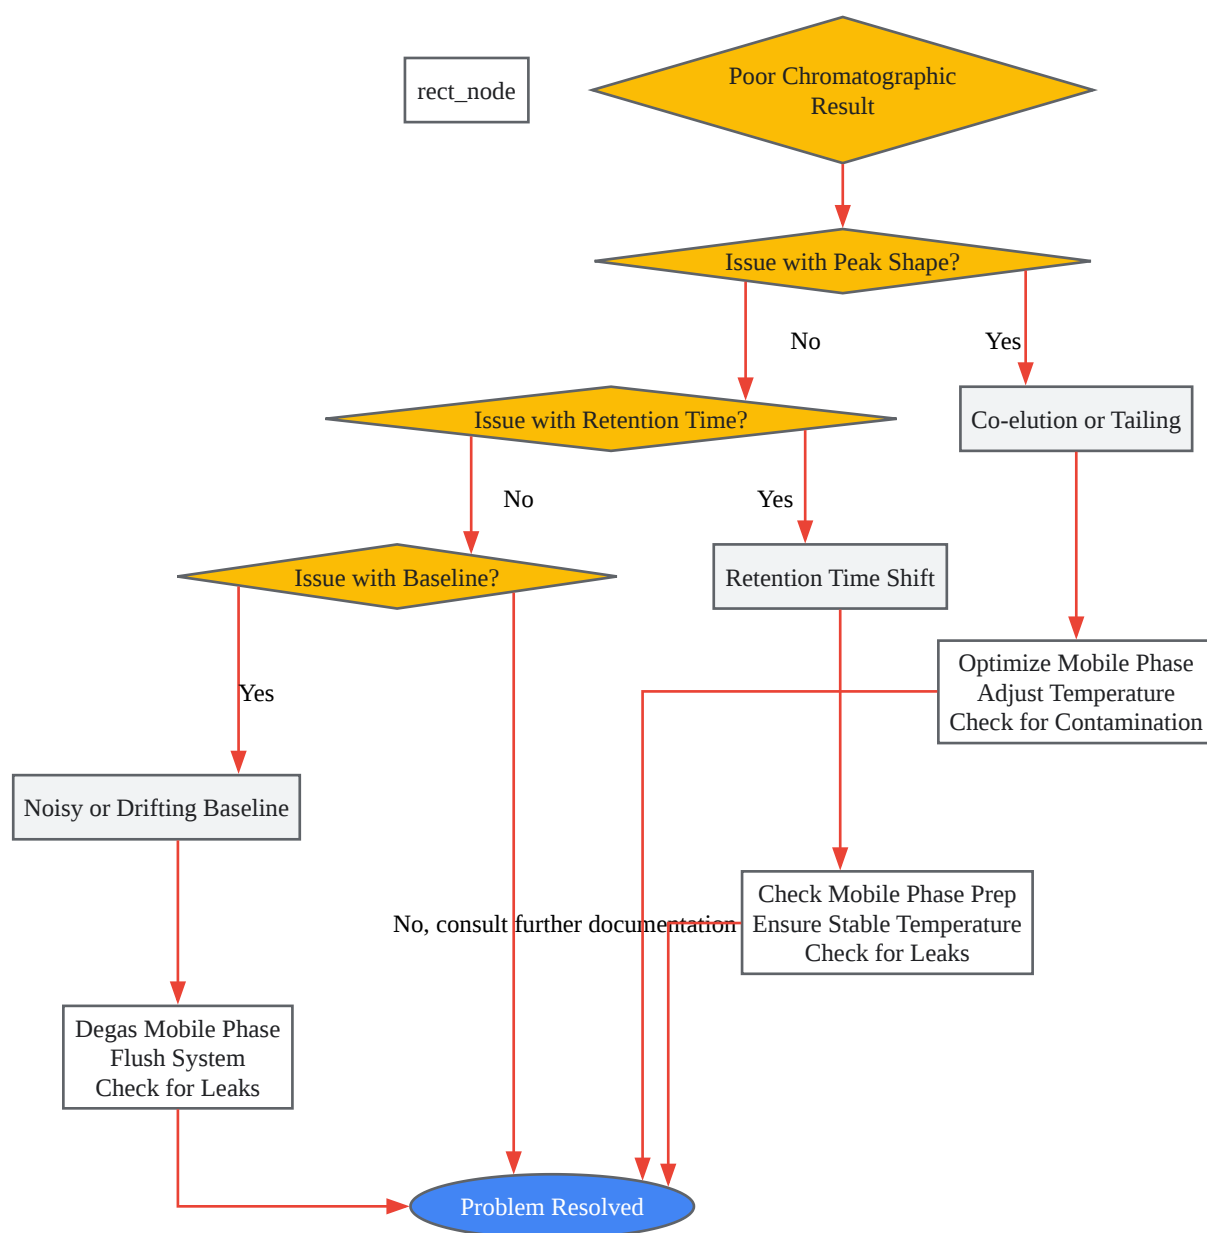 rect_node
Poor Chromatographic
Result
Issue with Peak Shape?
No
Yes
Issue with Retention Time?
Co-elution or Tailing
No
Yes
Issue with Baseline?
Retention Time Shift
Optimize Mobile Phase
Adjust Temperature
Check for Contamination
Yes
Noisy or Drifting Baseline
No, consult further documentation
Check Mobile Phase Prep
Ensure Stable Temperature
Check for Leaks
Degas Mobile Phase
Flush System
Check for Leaks
Problem Resolved